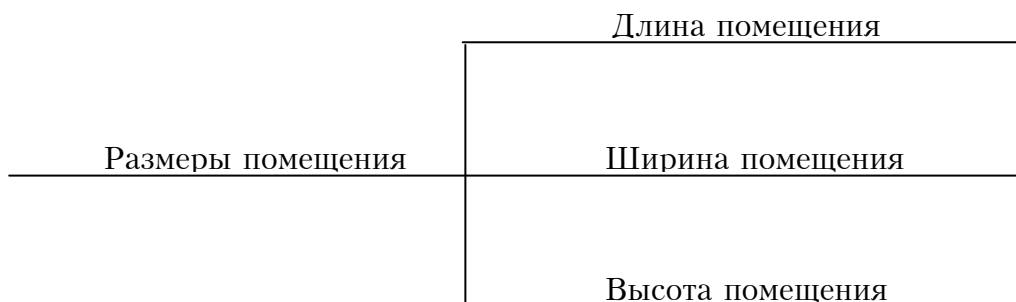 Длина помещения
Размеры помещения Ширина помещения
Высота помещения